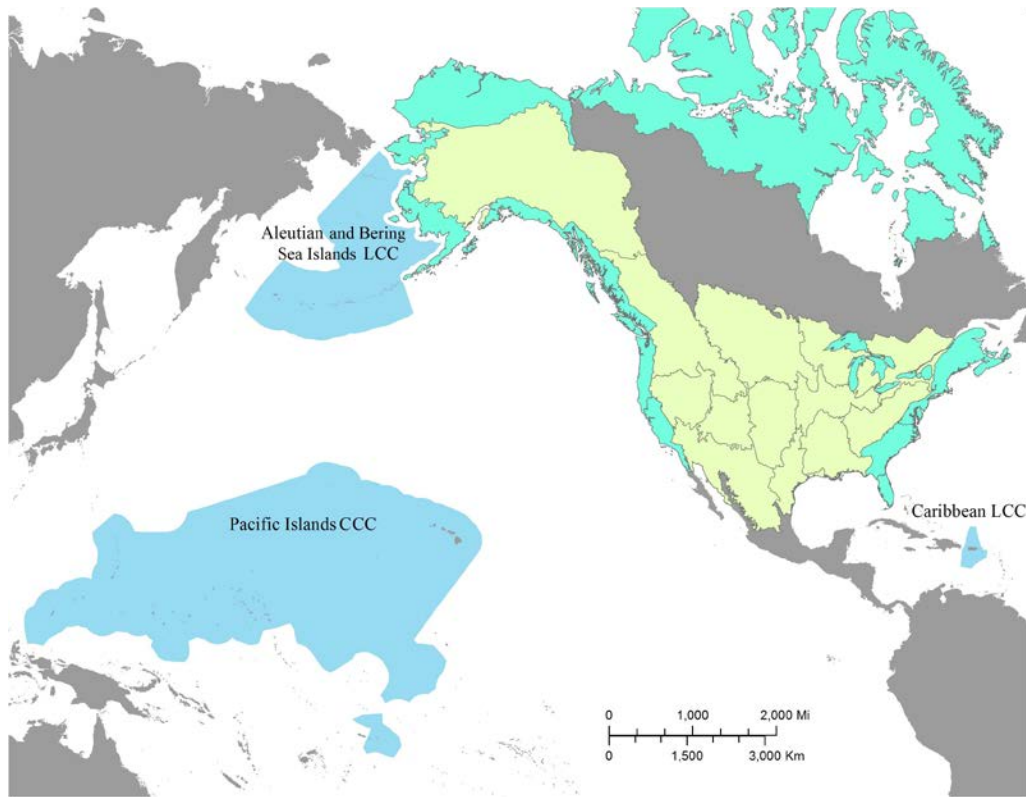 Aleutian and Bering
Sea Islands LCC
Pacific Islands CCC
Caribbean LCC
0 1,000 2,000 Mi
0 1,500 3,000 Km